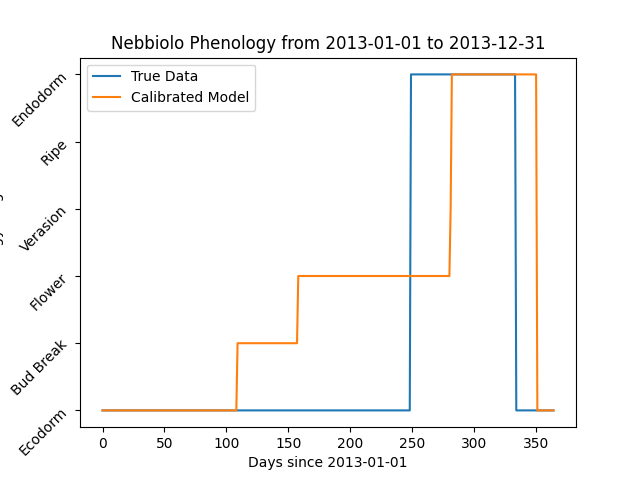 Nebbiolo Phenology from 2013-01-01 to 2013-12-31
True Data
Calibrated Model
Endodorm
Ripe
Verasion
Flower
Bud Break
Ecodorm
0 50 100 150 200 250 300 350
Days since 2013-01-01